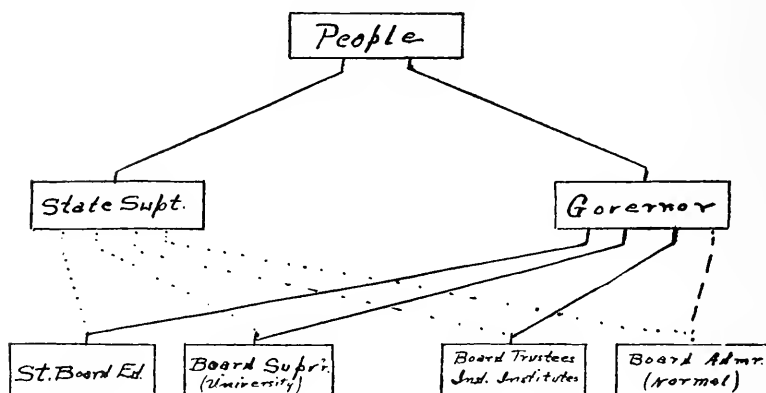 People
State Supt.
Governor
St. Board Ed.
Board Supr'r.
(University)
Board Trustees
Ind. Institutes
Board Admr.
(Normal)